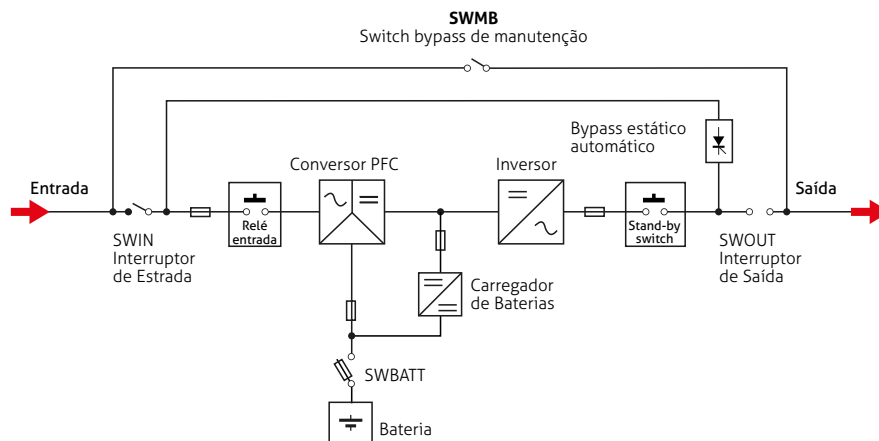 SWMB
Switch bypass de manutenção
Bypass estático
automático
Conversor PFC
Inversor
Entrada
Saída
Relé
entrada
Stand-by
switch
SWIN
Interruptor
de Estrada
SWOUT
Interruptor
de Saída
Carregador
de Baterias
SWBATT
Bateria